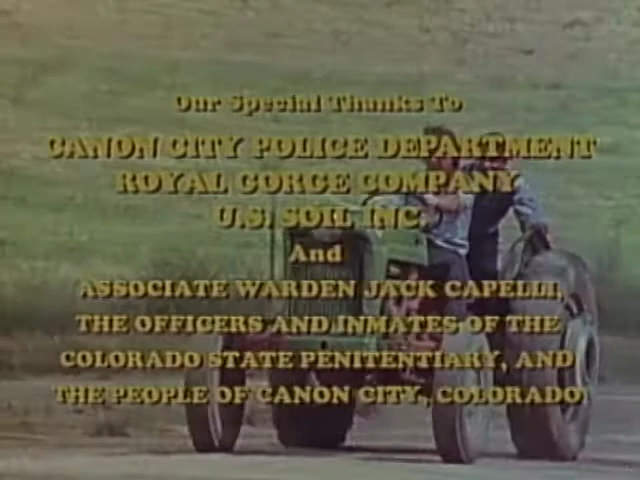 Our Special Thanks To
CANON CITY POLICE DEPARTMENT
ROYAL GORGE COMPANY
U.S. SOIL INC.
And
ASSOCIATE WARDEN JACK CAPELLI,
THE OFFICERS AND INMATES OF THE
COLORADO STATE PENITENTIARY, AND
THE PEOPLE OF CANON CITY, COLORADO